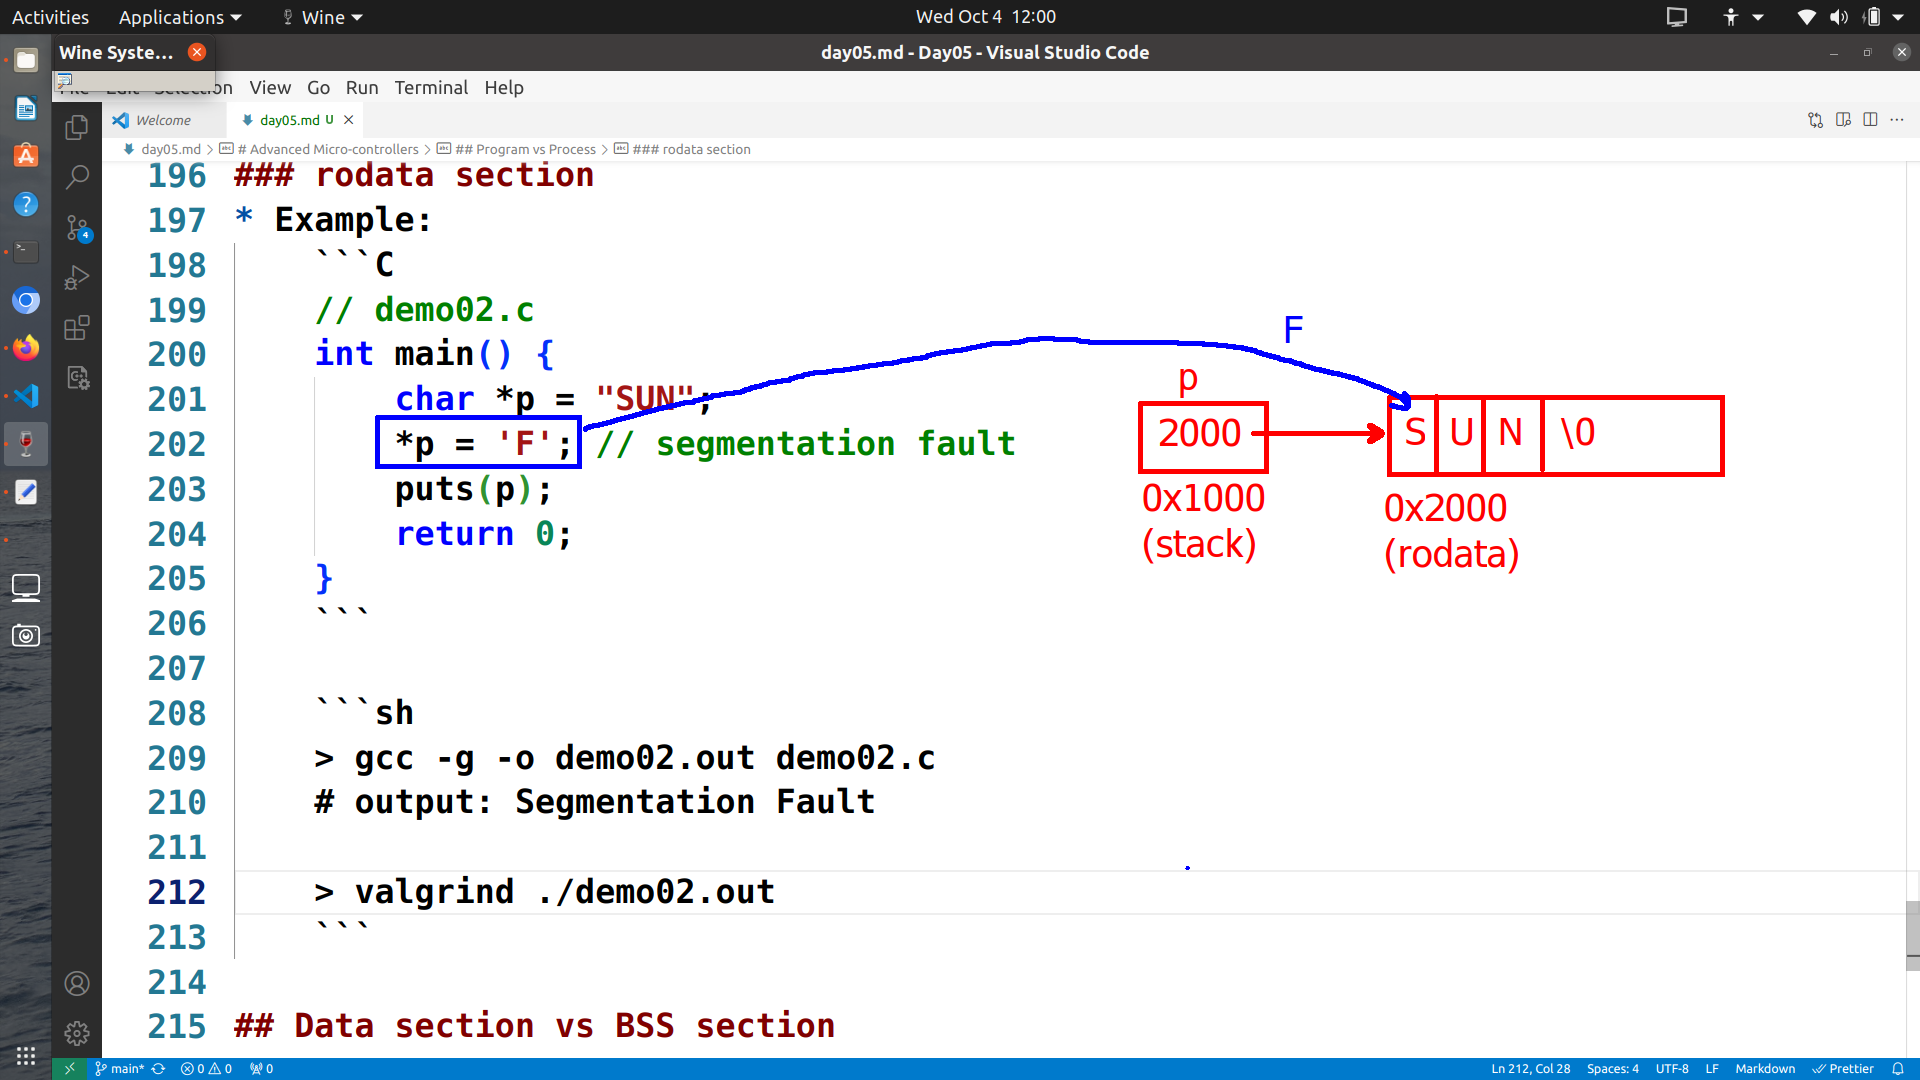 Activities Applications Wine Wed Oct 4 12:00
Wine Syste... day05.md - Day05 - Visual Studio Code
Selection View Go Run Terminal Help
Welcome day05.md U
day05.md > # Advanced Micro-controllers > ## Program vs Process > ### rodata section
196 ### rodata section
197 * Example:
198 ```C
199 // demo02.c
200 int main() {
201 char *p = "SUN";
202 *p = 'F'; // segmentation fault
203 puts(p);
204 return 0;
205 }
206 ```
207
208 ```sh
209 > gcc -g -o demo02.out demo02.c
210 # output: Segmentation Fault
211
212 > valgrind ./demo02.out
213 ```
214
215 ## Data section vs BSS section
F
p
2000 S U N \0
0x1000 0x2000
(stack) (rodata)
4
main* 0 0 0 Ln 212, Col 28 Spaces: 4 UTF-8 LF Markdown Prettier